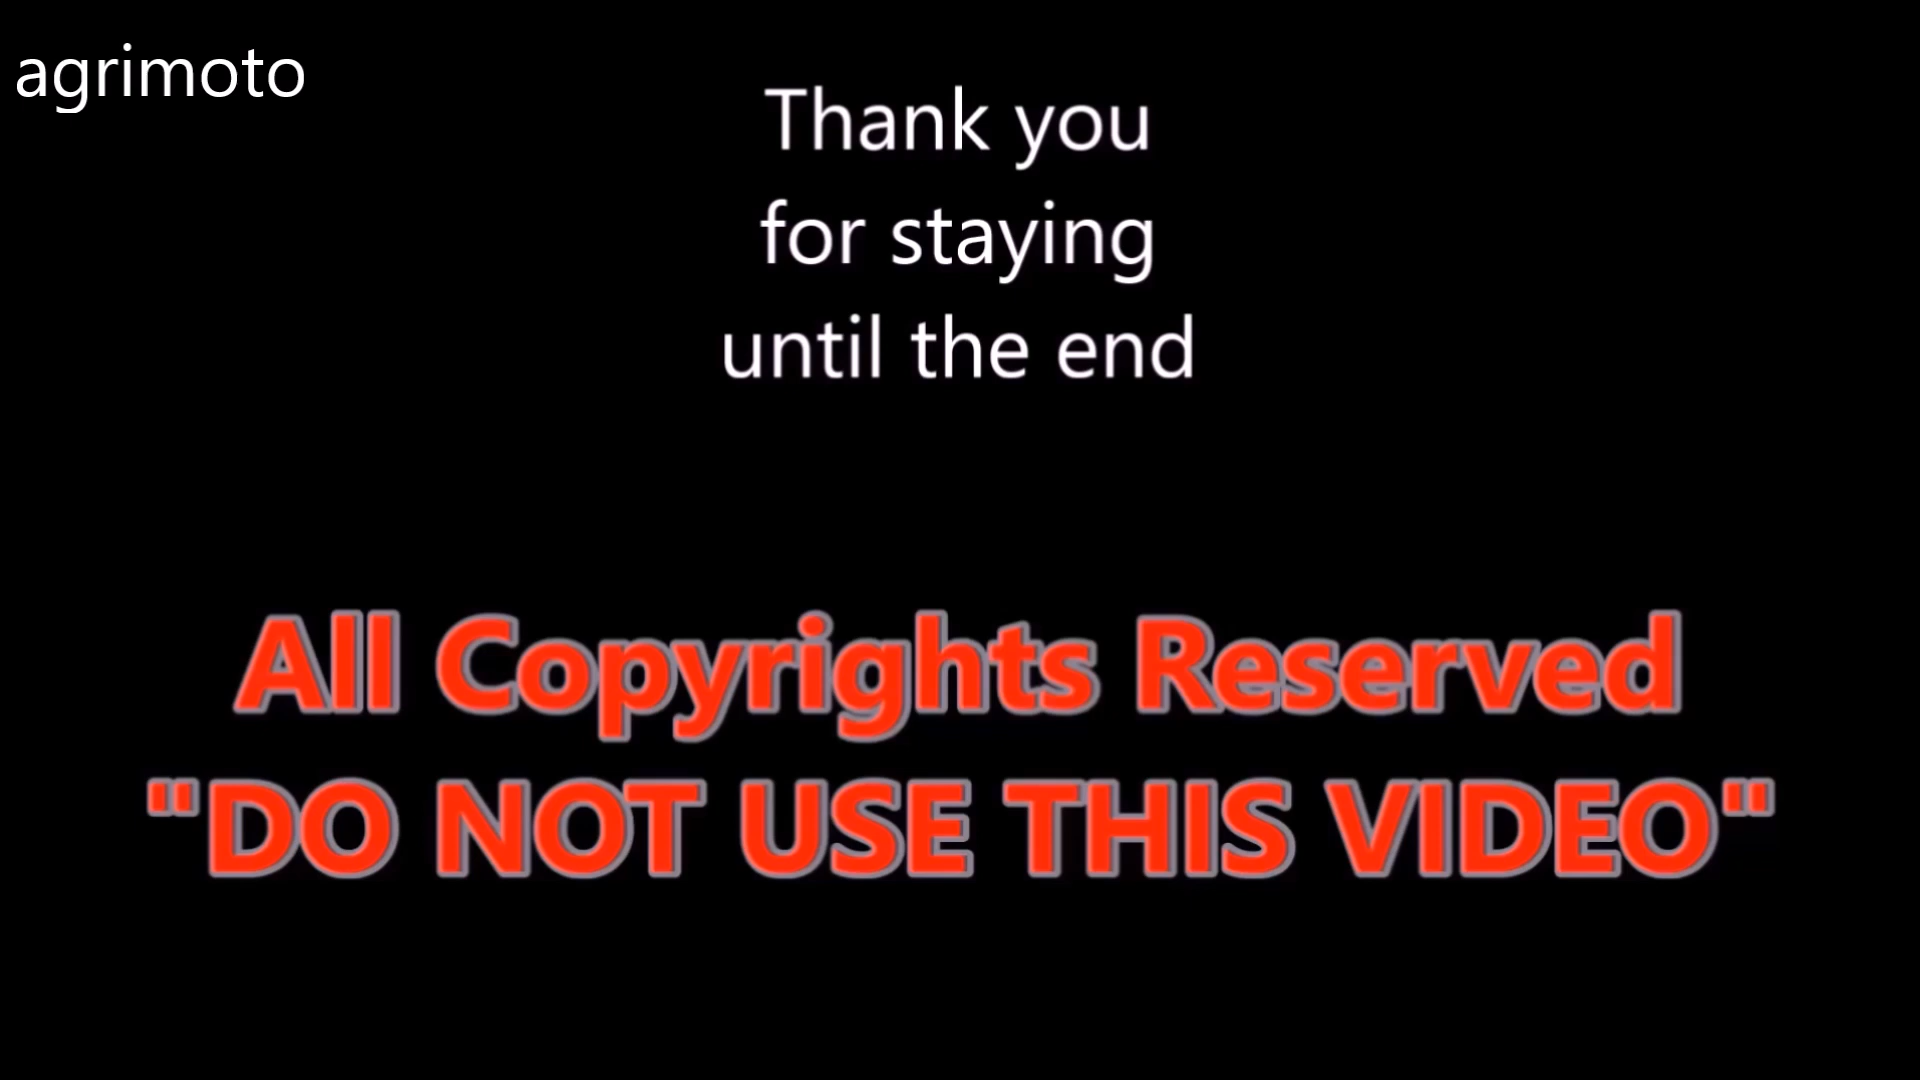 agrimoto
Thank you
for staying
until the end
All Copyrights Reserved
"DO NOT USE THIS VIDEO"